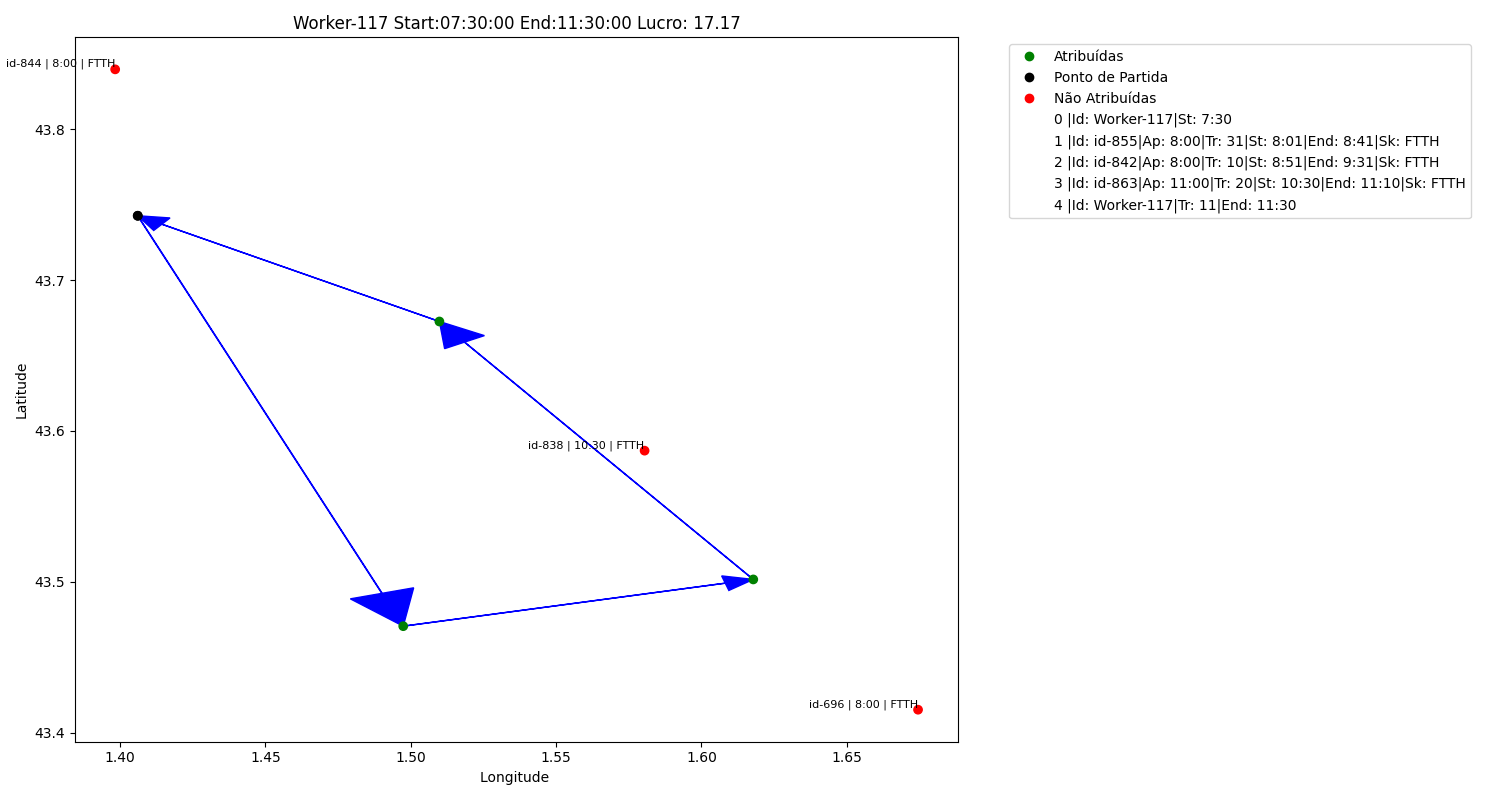 Worker-117 Start:07:30:00 End:11:30:00 Lucro: 17.17
id-844 | 8:00 | FTTH
id-838 | 10:30 | FTTH
id-696 | 8:00 | FTTH
43.8
43.7
43.6
43.5
43.4
Latitude
1.40
1.45
1.50
1.55
1.60
1.65
Longitude
Atribuídas
Ponto de Partida
Não Atribuídas
0 |Id: Worker-117|St: 7:30
1 |Id: id-855|Ap: 8:00|Tr: 31|St: 8:01|End: 8:41|Sk: FTTH
2 |Id: id-842|Ap: 8:00|Tr: 10|St: 8:51|End: 9:31|Sk: FTTH
3 |Id: id-863|Ap: 11:00|Tr: 20|St: 10:30|End: 11:10|Sk: FTTH
4 |Id: Worker-117|Tr: 11|End: 11:30